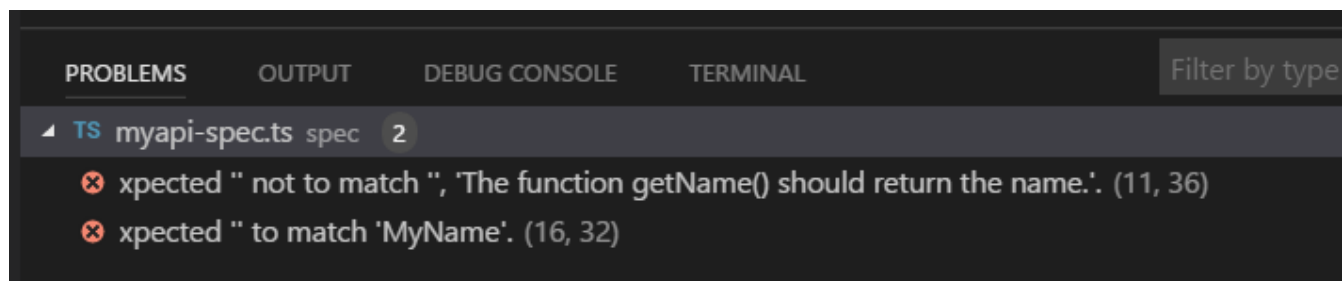 PROBLEMS OUTPUT DEBUG CONSOLE TERMINAL Filter by type
TS myapi-spec.ts spec 2
xpected '' not to match '', 'The function getName() should return the name.'. (11, 36)
xpected '' to match 'MyName'. (16, 32)